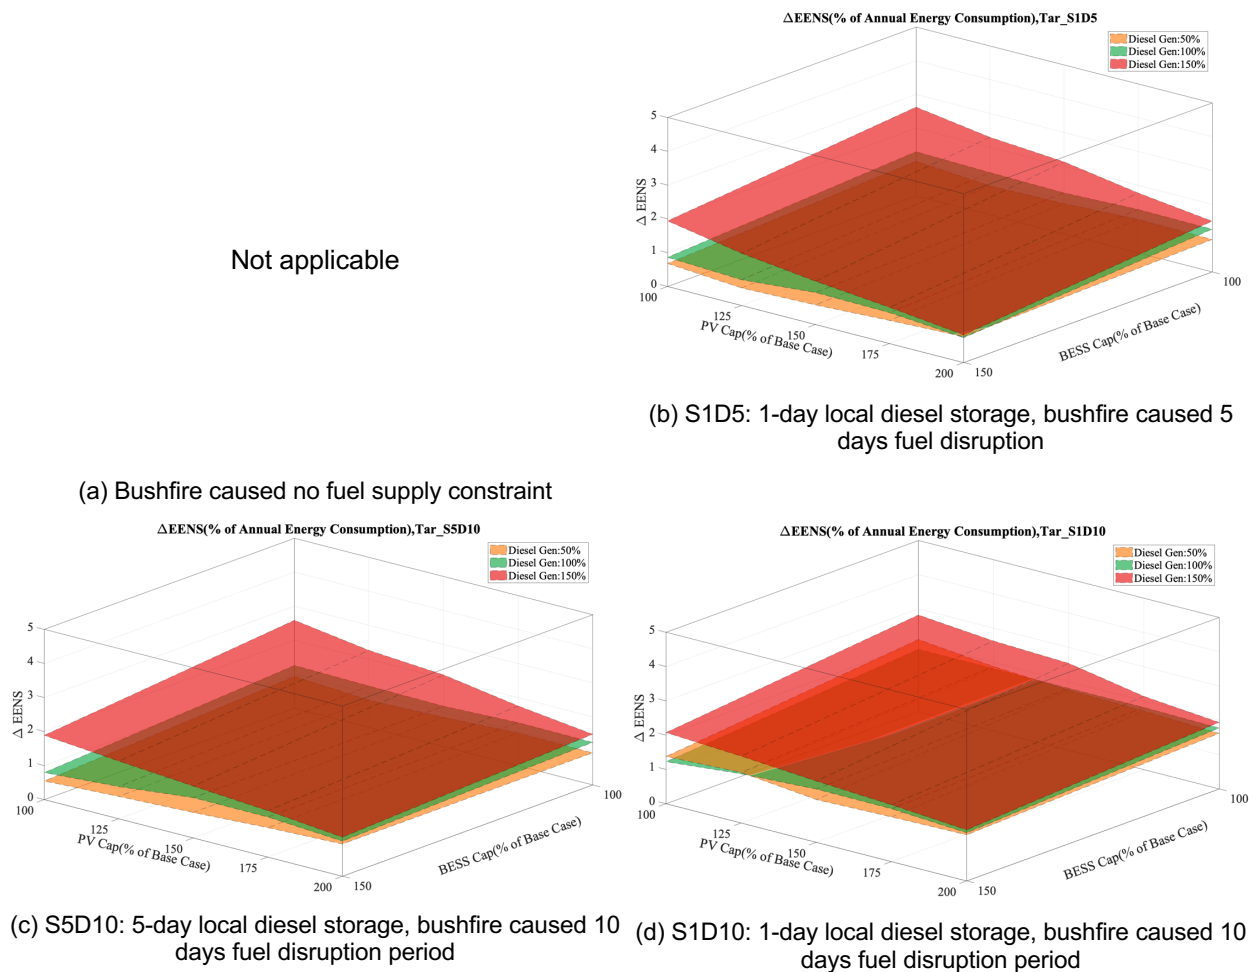 Not applicable
(a) Bushfire caused no fuel supply constraint
△EENS(% of Annual Energy Consumption),Tar_S1D5
Diesel Gen:50%
Diesel Gen:100%
Diesel Gen:150%
5
4
3
2
1
0
△ EENS
100
125
150
175
200
PV Cap(% of Base Case)
150
100
BESS Cap(% of Base Case)
(b) S1D5: 1-day local diesel storage, bushfire caused 5
days fuel disruption
△EENS(% of Annual Energy Consumption),Tar_S5D10
Diesel Gen:50%
Diesel Gen:100%
Diesel Gen:150%
5
4
3
2
1
0
△ EENS
100
125
150
175
200
PV Cap(% of Base Case)
150
100
BESS Cap(% of Base Case)
(c) S5D10: 5-day local diesel storage, bushfire caused 10
days fuel disruption period
△EENS(% of Annual Energy Consumption),Tar_S1D10
Diesel Gen:50%
Diesel Gen:100%
Diesel Gen:150%
5
4
3
2
1
0
△ EENS
100
125
150
175
200
PV Cap(% of Base Case)
150
100
BESS Cap(% of Base Case)
(d) S1D10: 1-day local diesel storage, bushfire caused 10
days fuel disruption period